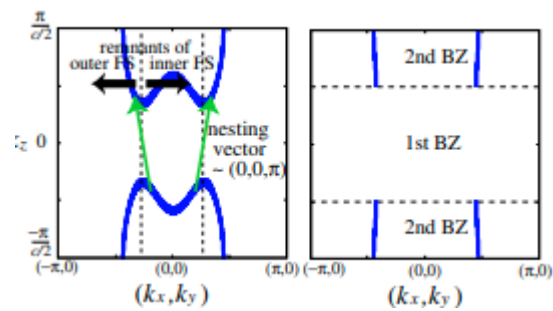 π
c/2
remnants of
outer FS inner FS
kz 0
nesting
vector
~ (0,0,π)
-π
c/2
(-π,0) (0,0) (π,0)
(kx,ky)
2nd BZ
1st BZ
2nd BZ
(-π,0) (0,0) (π,0)
(kx,ky)